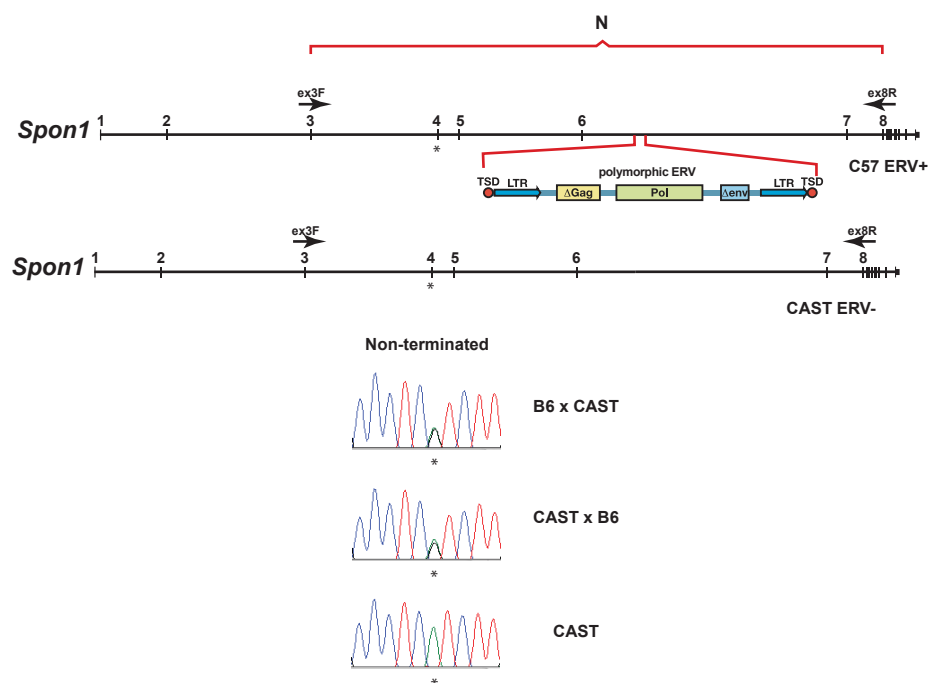 N
ex3F
ex8R
Spon1
1 2 3 4 5 6 7 8
*
C57 ERV+
polymorphic ERV
TSD LTR ΔGag Pol Δenv LTR TSD
ex3F
ex8R
Spon1
1 2 3 4 5 6 7 8
*
CAST ERV-
Non-terminated
B6 x CAST
*
CAST x B6
*
CAST
*